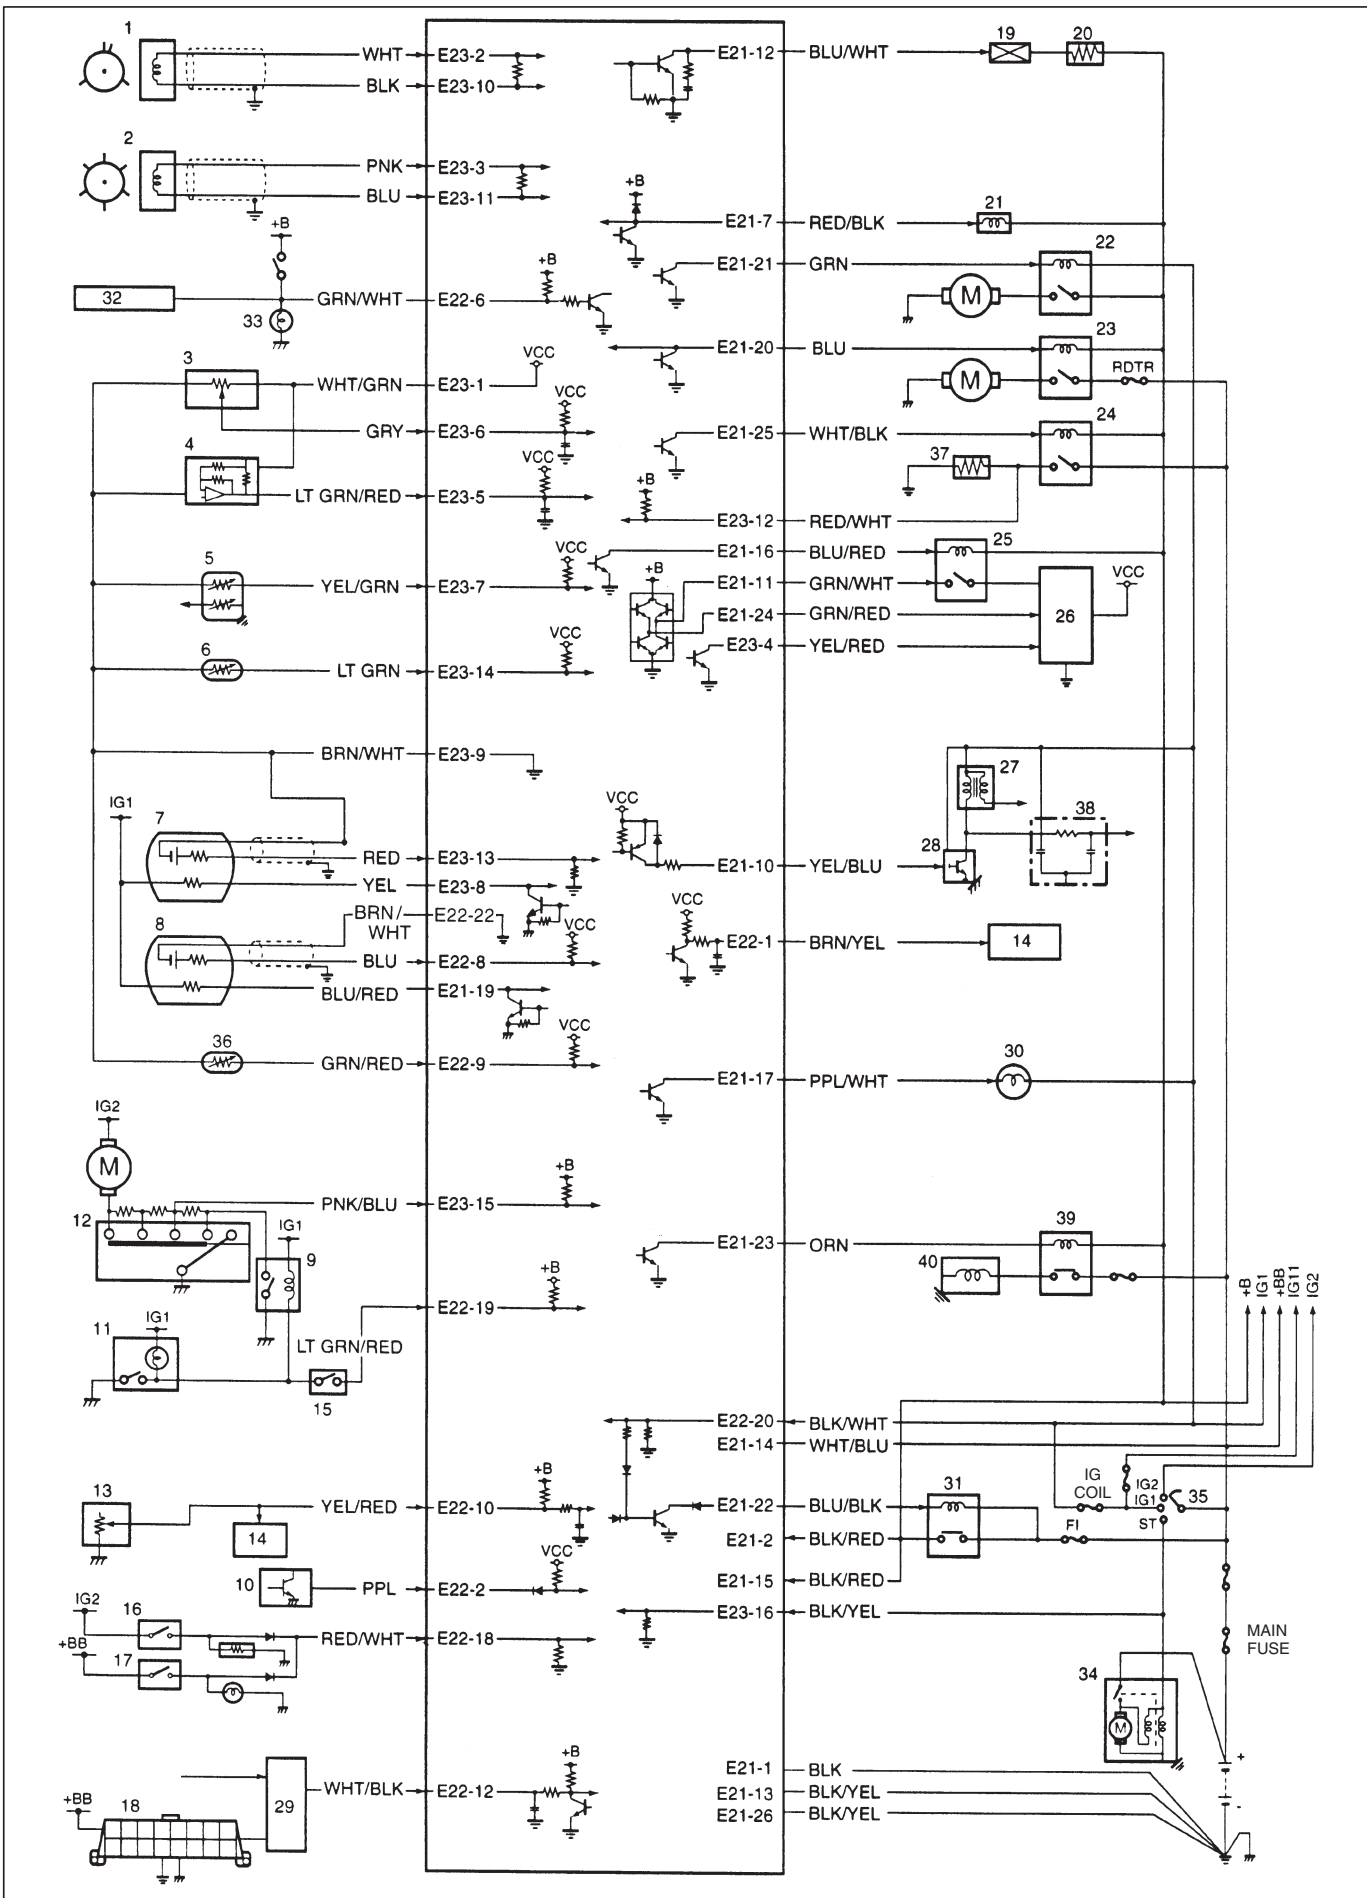 1
WHT E23-2 E21-12 BLU/WHT 19 20
BLK E23-10
2
PNK E23-3
BLU E23-11
+B
E21-7 RED/BLK 21
+B
E21-21 GRN 22
M
32 GRN/WHT E22-6 +B
33
E21-20 BLU 23
M RDTR
3 WHT/GRN E23-1 VCC
GRY E23-6 VCC
E21-25 WHT/BLK 24
37
4 LT GRN/RED E23-5 VCC
+B
E23-12 RED/WHT
E21-16 BLU/RED 25
5 YEL/GRN E23-7 VCC
+B
E21-11 GRN/WHT
E21-24 GRN/RED 26 VCC
E23-4 YEL/RED
6 LT GRN E23-14 VCC
BRN/WHT E23-9
27
38
28
IG1
7
RED E23-13
YEL E23-8
VCC
E21-10 YEL/BLU
BRN/
WHT
E22-22
8
BLU E22-8 VCC
BLU/RED E21-19
VCC
E22-1 BRN/YEL 14
36 GRN/RED E22-9 VCC
E21-17 PPL/WHT 30
IG2
M
PNK/BLU E23-15 +B
12
IG1
9
E21-23 ORN 39
40
+B IG1 +BB IG11 IG2
E22-19 +B
11 IG1
LT GRN/RED
15
E22-20 BLK/WHT
E21-14 WHT/BLU
IG
COIL
IG2
IG1
ST
35
13 YEL/RED E22-10 +B
14
E21-22 BLU/BLK 31
E21-2 BLK/RED FI
10 PPL E22-2 VCC
E21-15 BLK/RED
E23-16 BLK/YEL
IG2 16
+BB 17
RED/WHT E22-18
MAIN
FUSE
34
M
+
-
E21-1 BLK
E21-13 BLK/YEL
E21-26 BLK/YEL
29 WHT/BLK E22-12 +B
+BB 18